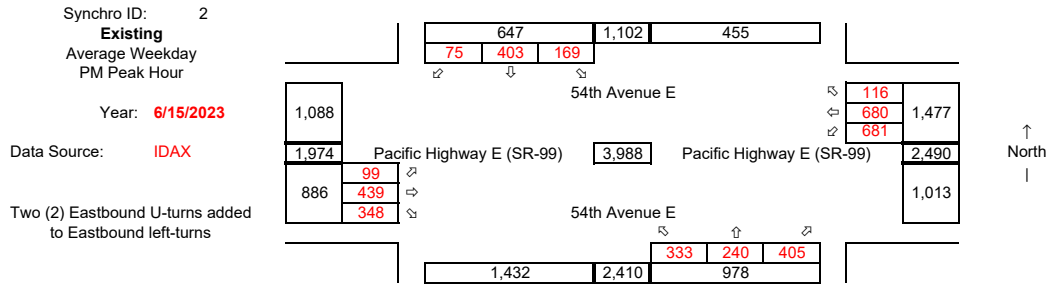 Synchro ID: 2
Existing
Average Weekday
PM Peak Hour
Year: 6/15/2023
Data Source: IDAX
Two (2) Eastbound U-turns added
to Eastbound left-turns
647 1,102 455
75 403 169
54th Avenue E
116
1,088 680 1,477
681
1,974 Pacific Highway E (SR-99) 3,988 Pacific Highway E (SR-99) 2,490
99
886 439 1,013
348
54th Avenue E
333 240 405
1,432 2,410 978
North